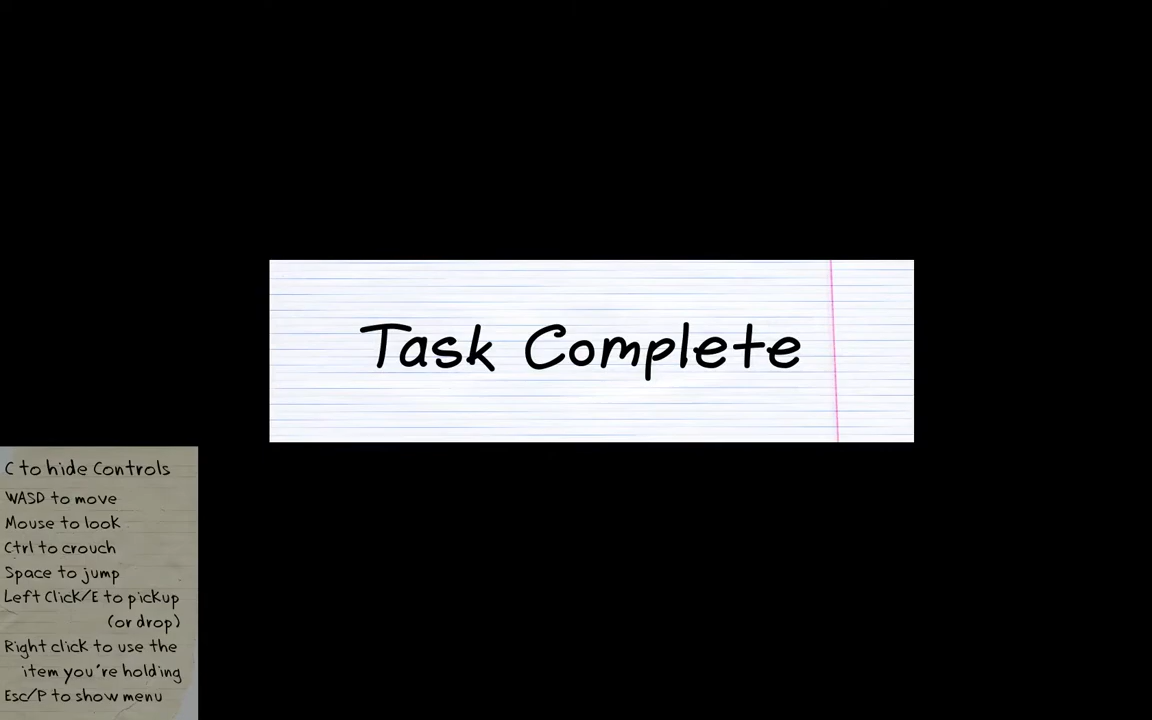 Task Complete
C to hide Controls
WASD to move
Mouse to look
Ctrl to crouch
Space to jump
Left Click/E to pickup
(or drop)
Right click to use the
item you're holding
Esc/P to show menu